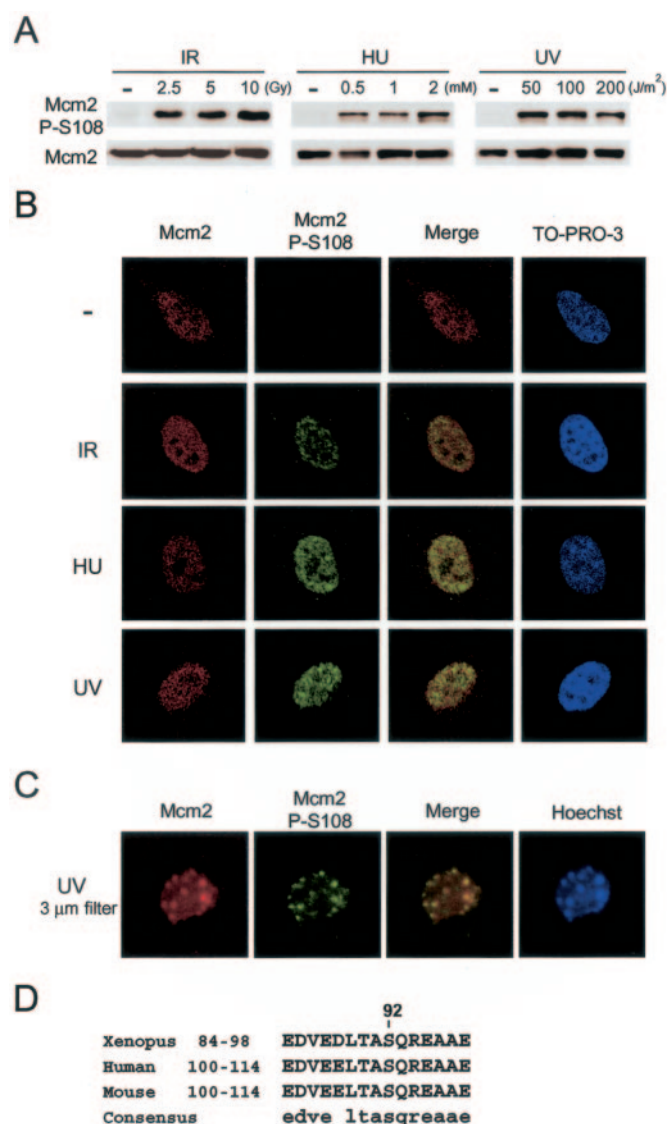 A
IR HU UV
- 2.5 5 10 (Gy) - 0.5 1 2 (mM) - 50 100 200 (J/m²)
Mcm2
P-S108
Mcm2
B
Mcm2 Mcm2 P-S108 Merge TO-PRO-3
-
IR
HU
UV
C
Mcm2 Mcm2 P-S108 Merge Hoechst
UV
3 μm filter
D
92
Xenopus 84-98 EDVEDLTASQREAAE
Human 100-114 EDVEELTASQREAAE
Mouse 100-114 EDVEELTASQREAAE
Consensus edve ltasqreaae